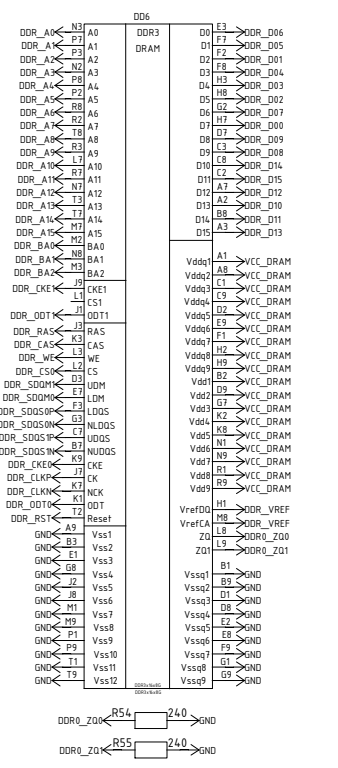 DD6
DDR_A0 N3 A0 DDR3 D0 E3 DDR_D06
DDR_A1 P7 A1 DRAM D1 F7 DDR_D05
DDR_A2 P3 A2 D2 F2 DDR_D01
DDR_A3 N2 A3 D3 F8 DDR_D04
DDR_A4 P8 A4 D4 H3 DDR_D03
DDR_A5 P2 A5 D5 H8 DDR_D02
DDR_A6 R8 A6 D6 G2 DDR_D07
DDR_A7 R2 A7 D7 H7 DDR_D00
DDR_A8 T8 A8 D8 D7 DDR_D09
DDR_A9 R3 A9 D9 C3 DDR_D08
DDR_A10 L7 A10 D10 C8 DDR_D14
DDR_A11 R7 A11 D11 C2 DDR_D15
DDR_A12 N7 A12 D12 A7 DDR_D12
DDR_A13 T3 A13 D13 A2 DDR_D10
DDR_A14 T7 A14 D14 B8 DDR_D11
DDR_A15 M7 A15 D15 A3 DDR_D13
DDR_BA0 M2 BA0
DDR_BA1 N8 BA1 Vddq1 A1 VCC_DRAM
DDR_BA2 M3 BA2 Vddq2 A8 VCC_DRAM
DDR_CKE1 J9 CKE1 Vddq3 C1 VCC_DRAM
L1 CS1 Vddq4 C9 VCC_DRAM
DDR_ODT1 J1 ODT1 Vddq5 D2 VCC_DRAM
DDR_RAS J3 RAS Vddq6 E9 VCC_DRAM
DDR_CAS K3 CAS Vddq7 F1 VCC_DRAM
DDR_WE L3 WE Vddq8 H2 VCC_DRAM
DDR_CS0 L2 CS Vddq9 H9 VCC_DRAM
DDR_SDQM1 D3 UDM Vdd1 B2 VCC_DRAM
DDR_SDQM0 E7 LDM Vdd2 D9 VCC_DRAM
DDR_SDQS0P F3 LDQS Vdd3 G7 VCC_DRAM
DDR_SDQS0N G3 NLDQS Vdd4 K2 VCC_DRAM
DDR_SDQS1P C7 UDQS Vdd5 K8 VCC_DRAM
DDR_SDQS1N B7 NUDQS Vdd6 N1 VCC_DRAM
DDR_CKE0 K9 CKE Vdd7 N9 VCC_DRAM
DDR_CLKP J7 CK Vdd8 R1 VCC_DRAM
DDR_CLKN K7 NCK Vdd9 R9 VCC_DRAM
DDR_ODT0 K1 ODT VrefDQ H1 DDR_VREF
DDR_RST T2 Reset VrefCA M8 DDR_VREF
GND A9 Vss1 ZQ L8 DDR0_ZQ0
GND B3 Vss2 ZQ1 L9 DDR0_ZQ1
GND E1 Vss3
GND G8 Vss4 Vssq1 B1 GND
GND J2 Vss5 Vssq2 B9 GND
GND J8 Vss6 Vssq3 D1 GND
GND M1 Vss7 Vssq4 D8 GND
GND M9 Vss8 Vssq5 E2 GND
GND P1 Vss9 Vssq6 E8 GND
GND P9 Vss10 Vssq7 F9 GND
GND T1 Vss11 Vssq8 G1 GND
GND T9 Vss12 Vssq9 G9 GND
DDR0_ZQ0 R54 240 GND
DDR0_ZQ1 R55 240 GND